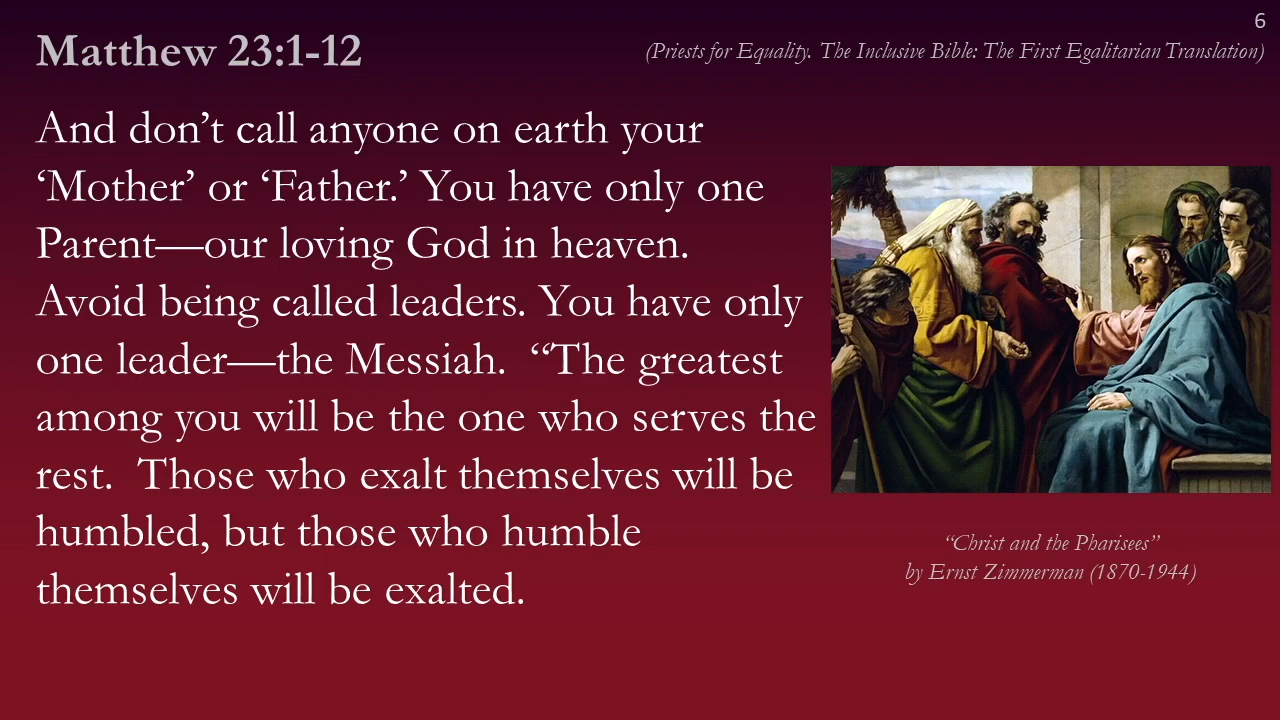 6
Matthew 23:1-12
(Priests for Equality. The Inclusive Bible: The First Egalitarian Translation)
And don’t call anyone on earth your
‘Mother’ or ‘Father.’ You have only one
Parent—our loving God in heaven.
Avoid being called leaders. You have only
one leader—the Messiah.  “The greatest
among you will be the one who serves the
rest.  Those who exalt themselves will be
humbled, but those who humble
themselves will be exalted.
“Christ and the Pharisees”
by Ernst Zimmerman (1870-1944)